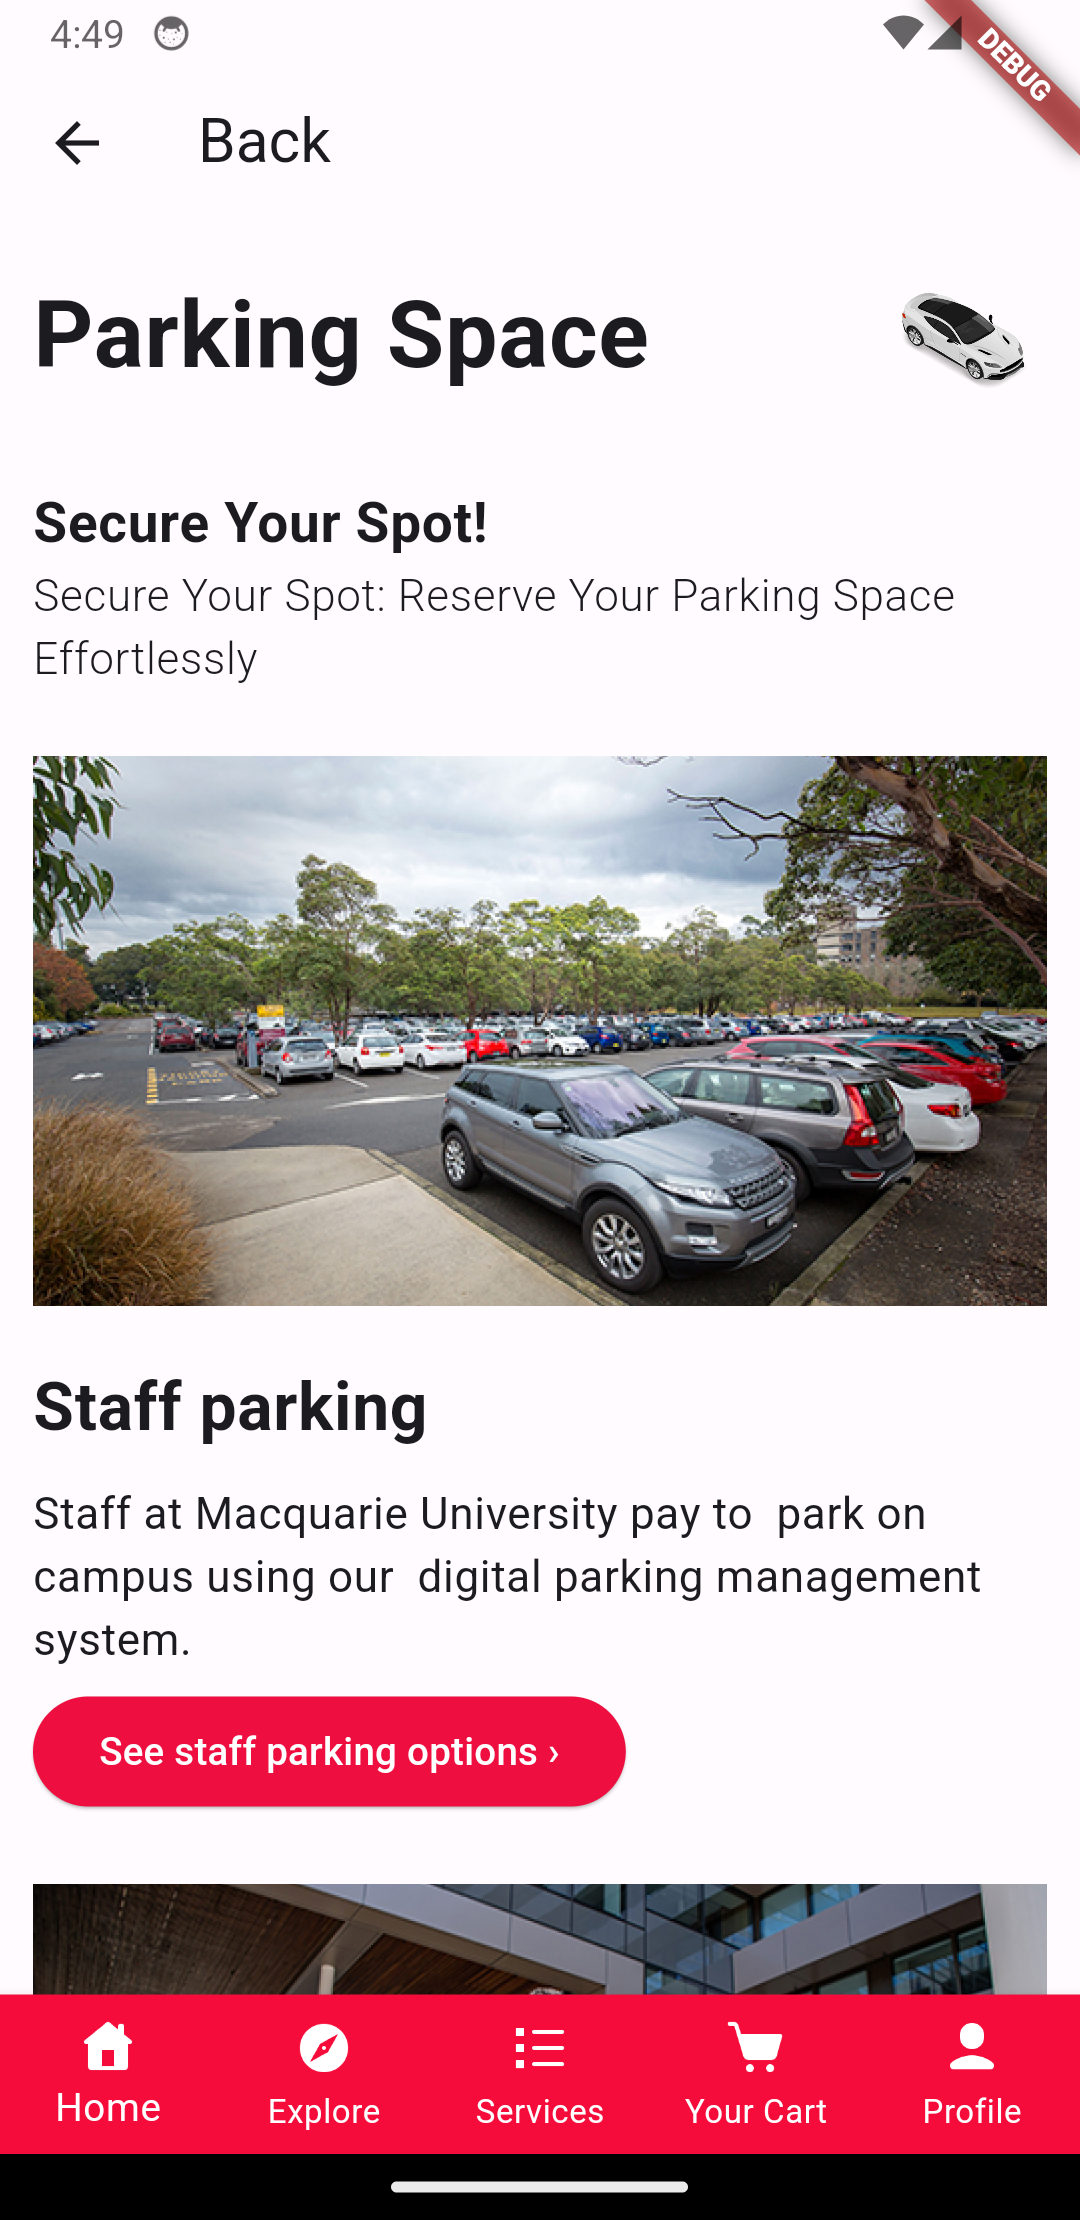 4:49
DEBUG
Back
Parking Space
Secure Your Spot!
Secure Your Spot: Reserve Your Parking Space
Effortlessly
Staff parking
Staff at Macquarie University pay to  park on
campus using our  digital parking management
system.
See staff parking options ›
Home
Explore
Services
Your Cart
Profile